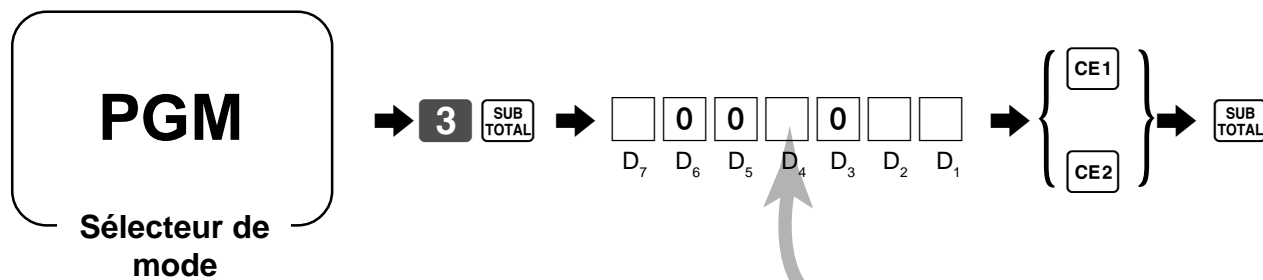 PGM
Sélecteur de
mode
3 SUB TOTAL
0 0 0
D7 D6 D5 D4 D3 D2 D1
CE1
CE2
SUB TOTAL